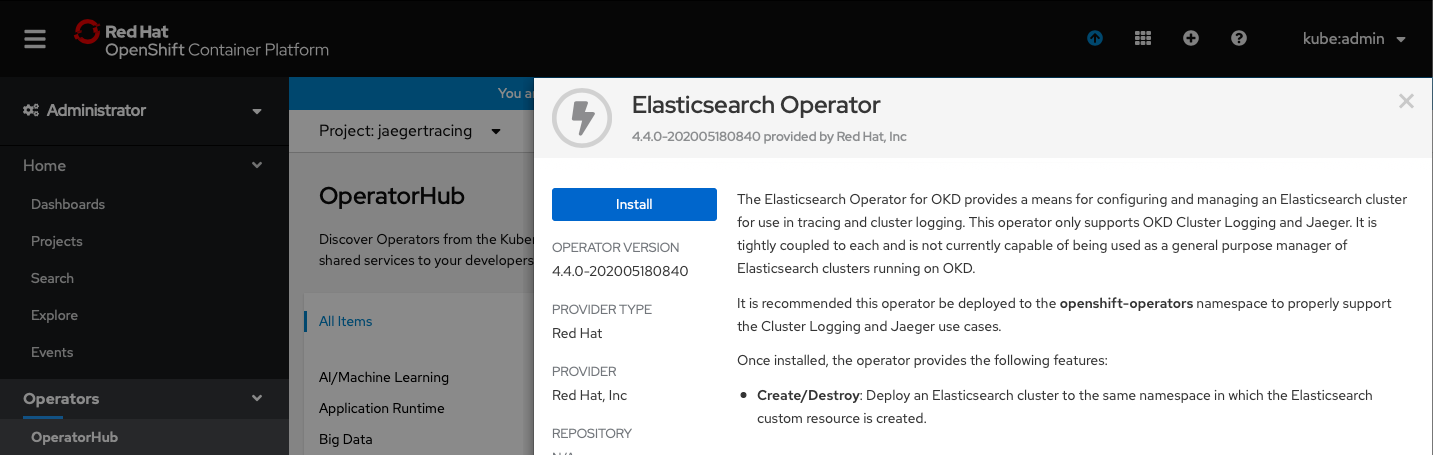 Red Hat
OpenShift Container Platform
kube:admin
Administrator
Home
Dashboards
Projects
Search
Explore
Events
Operators
OperatorHub
You
Project: jaegertracing
OperatorHub
Discover Operators from the Kuber
shared services to your developers
All Items
AI/Machine Learning
Application Runtime
Big Data
Elasticsearch Operator
4.4.0-202005180840 provided by Red Hat, Inc
Install
OPERATOR VERSION
4.4.0-202005180840
PROVIDER TYPE
Red Hat
PROVIDER
Red Hat, Inc
REPOSITORY
The Elasticsearch Operator for OKD provides a means for configuring and managing an Elasticsearch cluster
for use in tracing and cluster logging. This operator only supports OKD Cluster Logging and Jaeger. It is
tightly coupled to each and is not currently capable of being used as a general purpose manager of
Elasticsearch clusters running on OKD.
It is recommended this operator be deployed to the openshift-operators namespace to properly support
the Cluster Logging and Jaeger use cases.
Once installed, the operator provides the following features:
• Create/Destroy: Deploy an Elasticsearch cluster to the same namespace in which the Elasticsearch
custom resource is created.